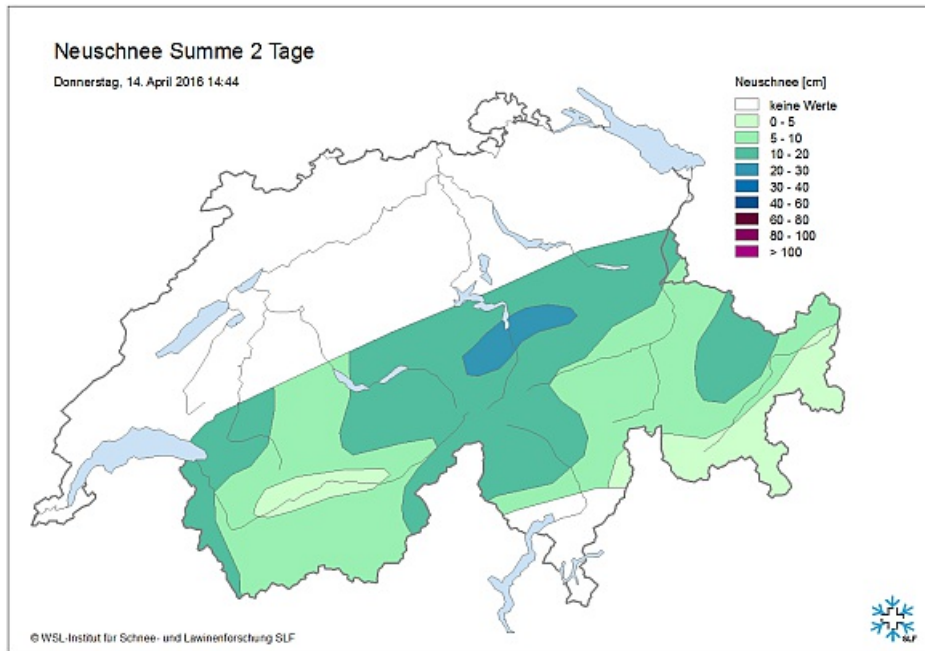 Neuschnee Summe 2 Tage
Donnerstag, 14. April 2016 14:44
Neuschnee [cm]
keine Werte
0 - 5
5 - 10
10 - 20
20 - 30
30 - 40
40 - 60
60 - 80
80 - 100
> 100
© WSL-Institut für Schnee- und Lawinenforschung SLF
SLF